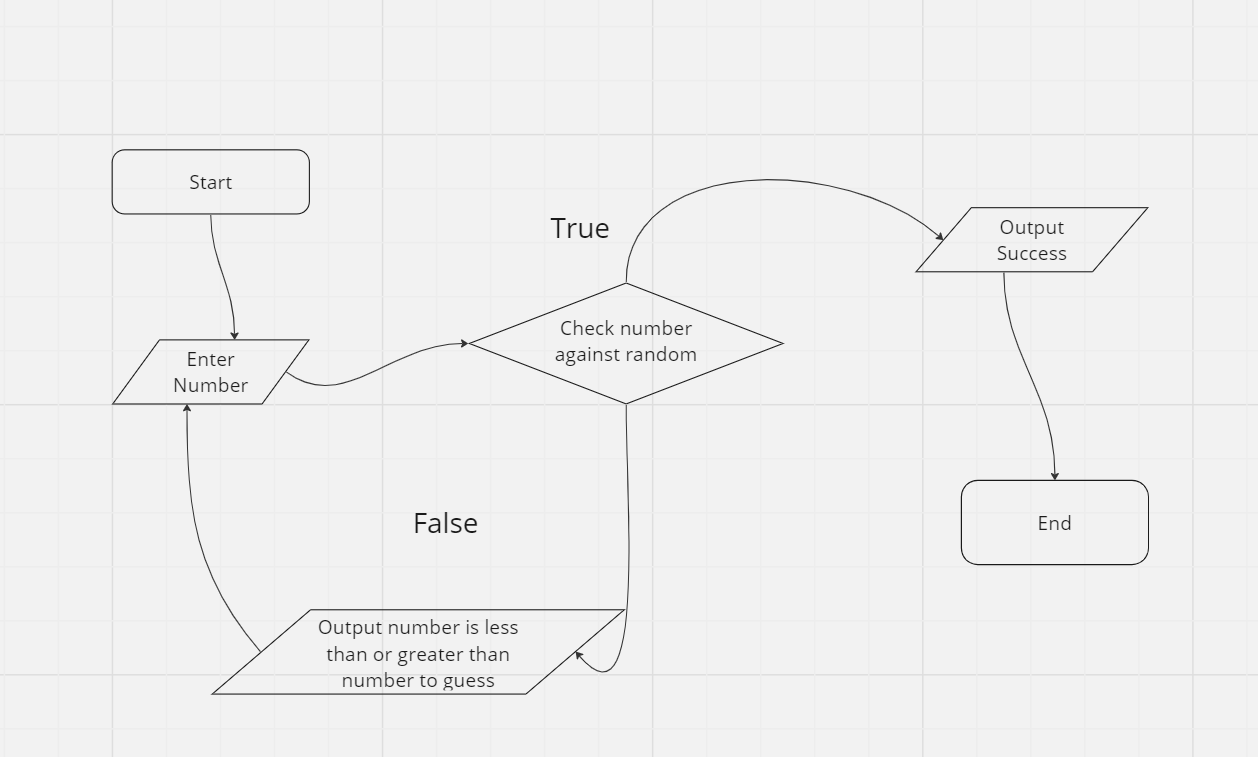 Start
True
Output
Success
Check number
against random
Enter
Number
False
End
Output number is less
than or greater than
number to guess